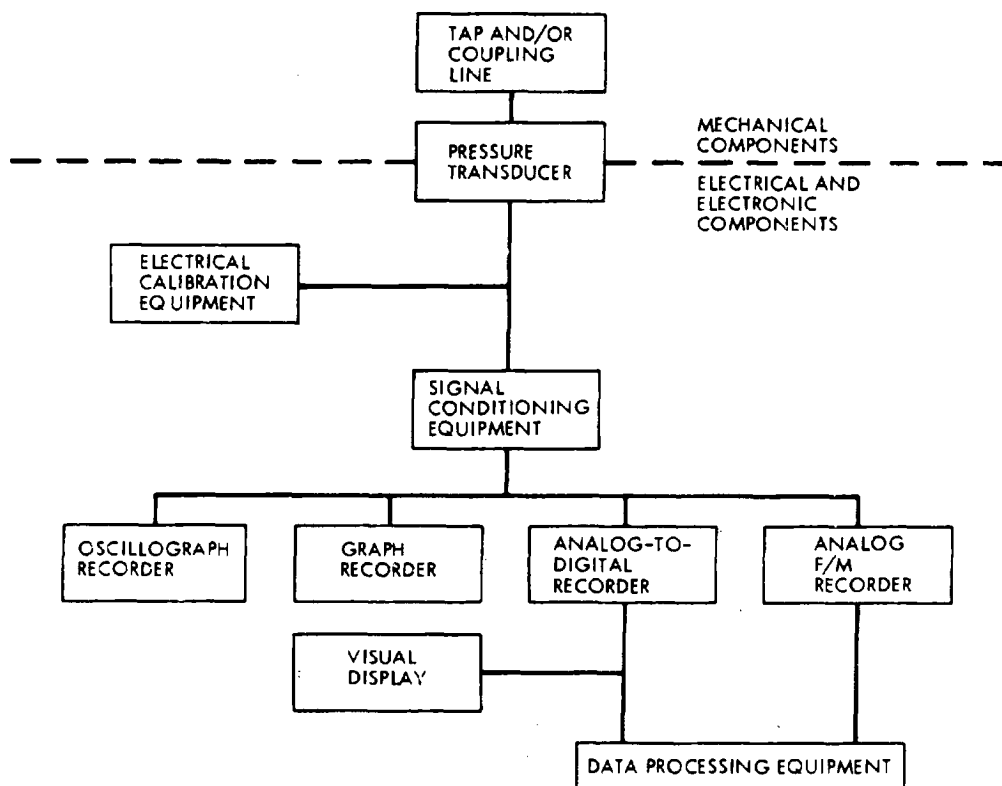 TAP AND/OR
COUPLING
LINE
PRESSURE
TRANSDUCER
MECHANICAL
COMPONENTS
ELECTRICAL AND
ELECTRONIC
COMPONENTS
ELECTRICAL
CALIBRATION
EQUIPMENT
SIGNAL
CONDITIONING
EQUIPMENT
OSCILLOGRAPH
RECORDER
GRAPH
RECORDER
ANALOG-TO-
DIGITAL
RECORDER
ANALOG
F/M
RECORDER
VISUAL
DISPLAY
DATA PROCESSING EQUIPMENT